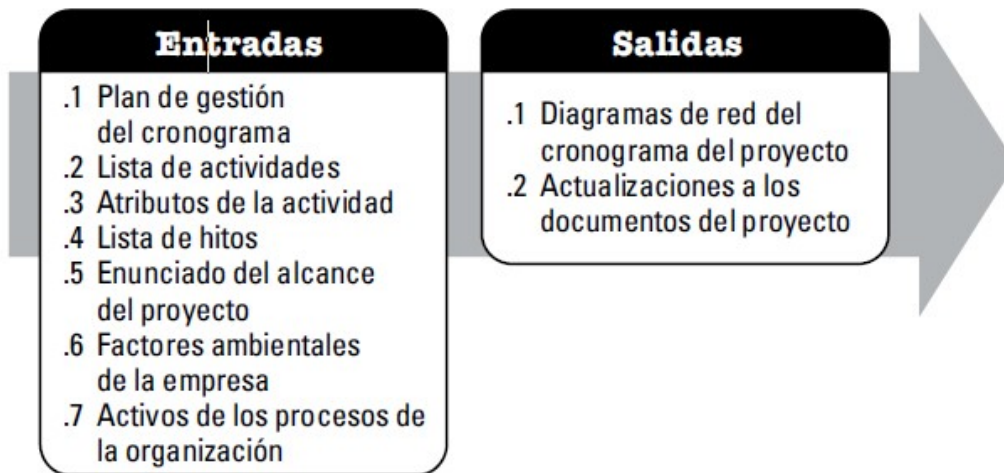 Entradas
.1 Plan de gestión
del cronograma
.2 Lista de actividades
.3 Atributos de la actividad
.4 Lista de hitos
.5 Enunciado del alcance
del proyecto
.6 Factores ambientales
de la empresa
.7 Activos de los procesos de
la organización
Salidas
.1 Diagramas de red del
cronograma del proyecto
.2 Actualizaciones a los
documentos del proyecto